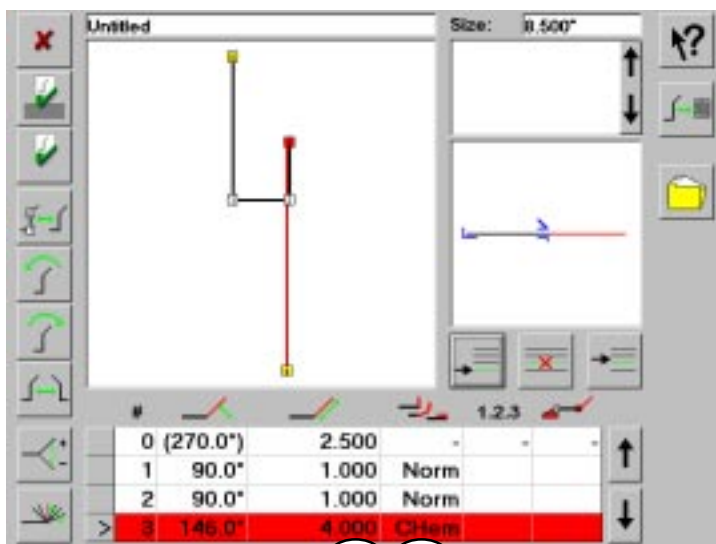 Untitled
Size: 8.500"
# 1.2.3
0 (270.0°) 2.500 - - -
1 90.0° 1.000 Norm
2 90.0° 1.000 Norm
> 3 146.0° 4.000 CHem